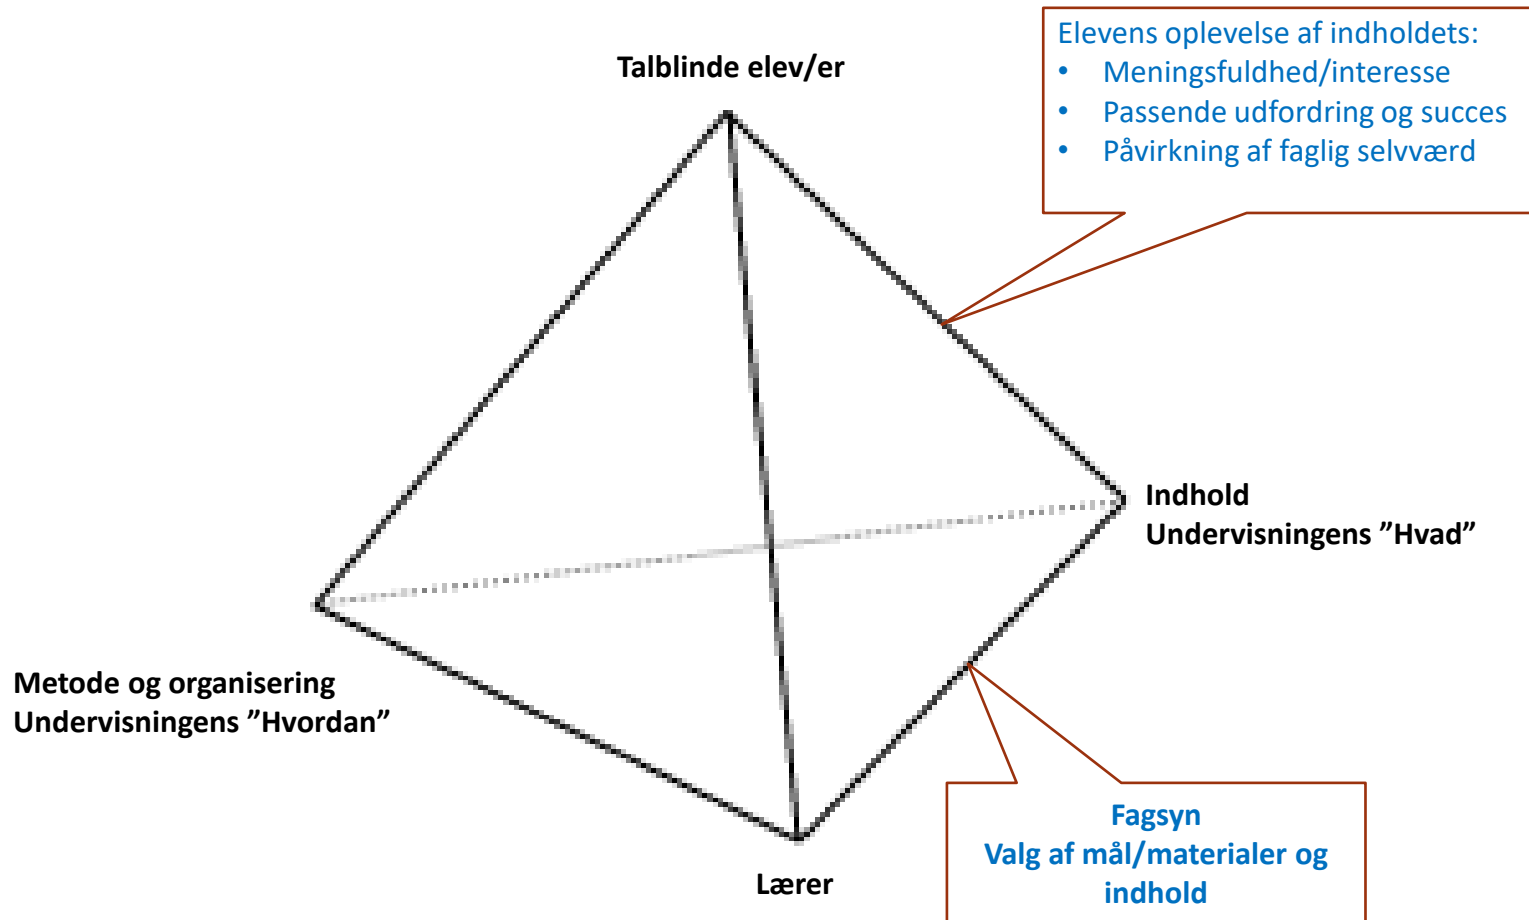 Elevens oplevelse af indholdets:
• Meningsfuldhed/interesse
• Passende udfordring og succes
• Påvirkning af faglig selvværd
Talblinde elev/er
Indhold
Undervisningens ”Hvad”
Metode og organisering
Undervisningens ”Hvordan”
Fagsyn
Valg af mål/materialer og
indhold
Lærer